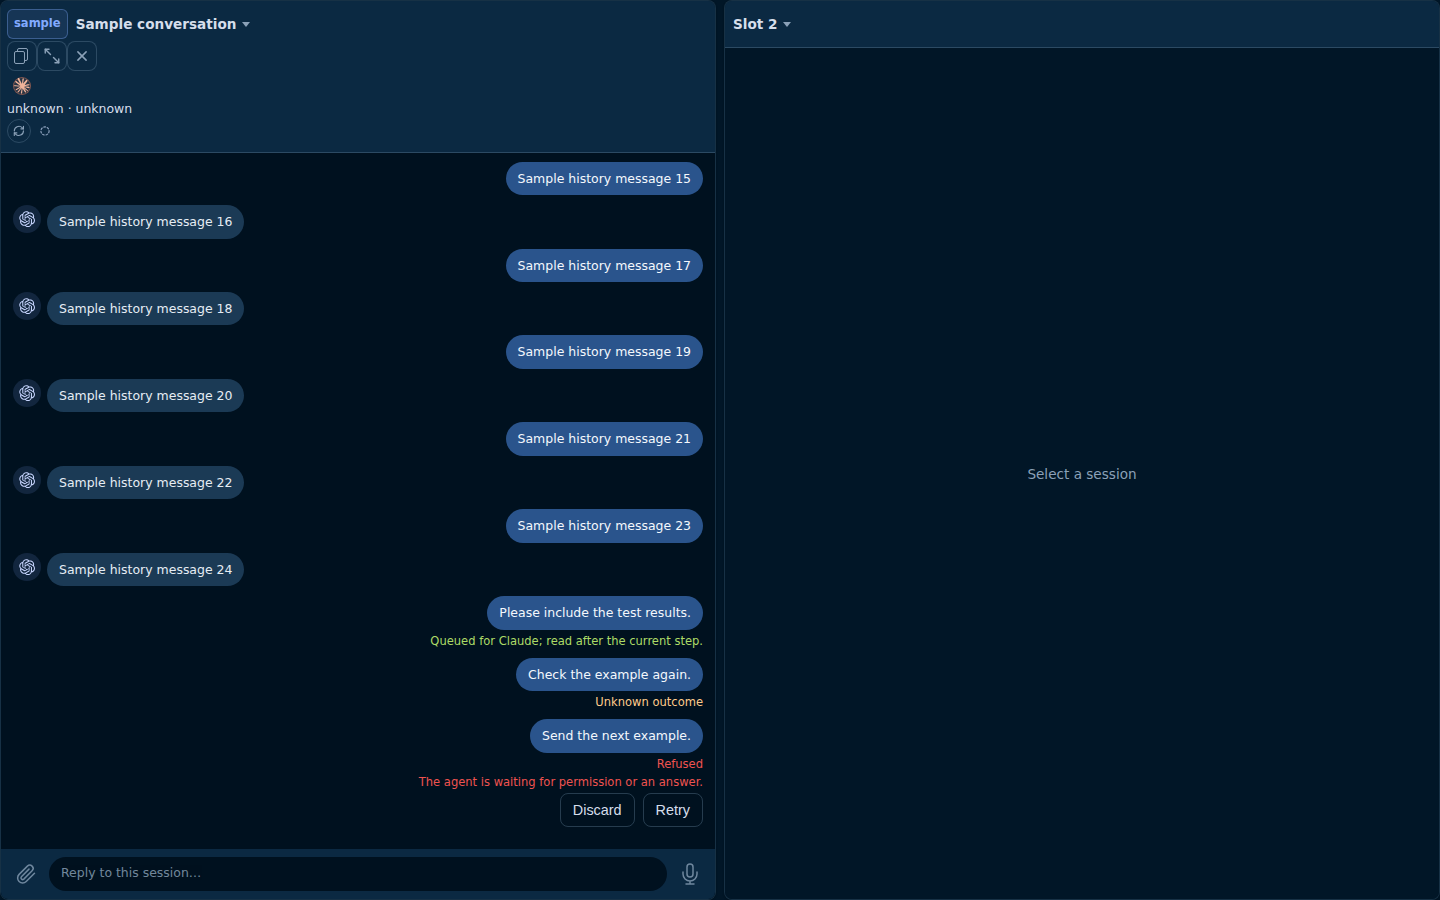 sample Sample conversation
unknown · unknown
Sample history message 15
Sample history message 16
Sample history message 17
Sample history message 18
Sample history message 19
Sample history message 20
Sample history message 21
Sample history message 22
Sample history message 23
Sample history message 24
Please include the test results.
Queued for Claude; read after the current step.
Check the example again.
Unknown outcome
Send the next example.
Refused
The agent is waiting for permission or an answer.
Discard Retry
Reply to this session...
Slot 2
Select a session